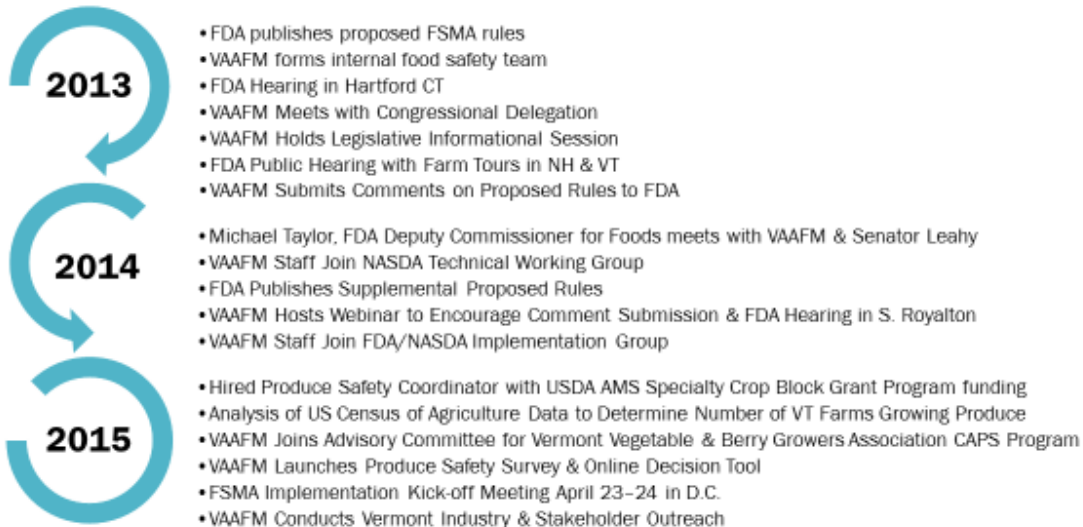 2013
•FDA publishes proposed FSMA rules
•VAAFM forms internal food safety team
•FDA Hearing in Hartford CT
•VAAFM Meets with Congressional Delegation
•VAAFM Holds Legislative Informational Session
•FDA Public Hearing with Farm Tours in NH & VT
•VAAFM Submits Comments on Proposed Rules to FDA
2014
•Michael Taylor, FDA Deputy Commissioner for Foods meets with VAAFM & Senator Leahy
•VAAFM Staff Join NASDA Technical Working Group
•FDA Publishes Supplemental Proposed Rules
•VAAFM Hosts Webinar to Encourage Comment Submission & FDA Hearing in S. Royalton
•VAAFM Staff Join FDA/NASDA Implementation Group
2015
•Hired Produce Safety Coordinator with USDA AMS Specialty Crop Block Grant Program funding
•Analysis of US Census of Agriculture Data to Determine Number of VT Farms Growing Produce
•VAAFM Joins Advisory Committee for Vermont Vegetable & Berry Growers Association CAPS Program
•VAAFM Launches Produce Safety Survey & Online Decision Tool
•FSMA Implementation Kick-off Meeting April 23–24 in D.C.
•VAAFM Conducts Vermont Industry & Stakeholder Outreach